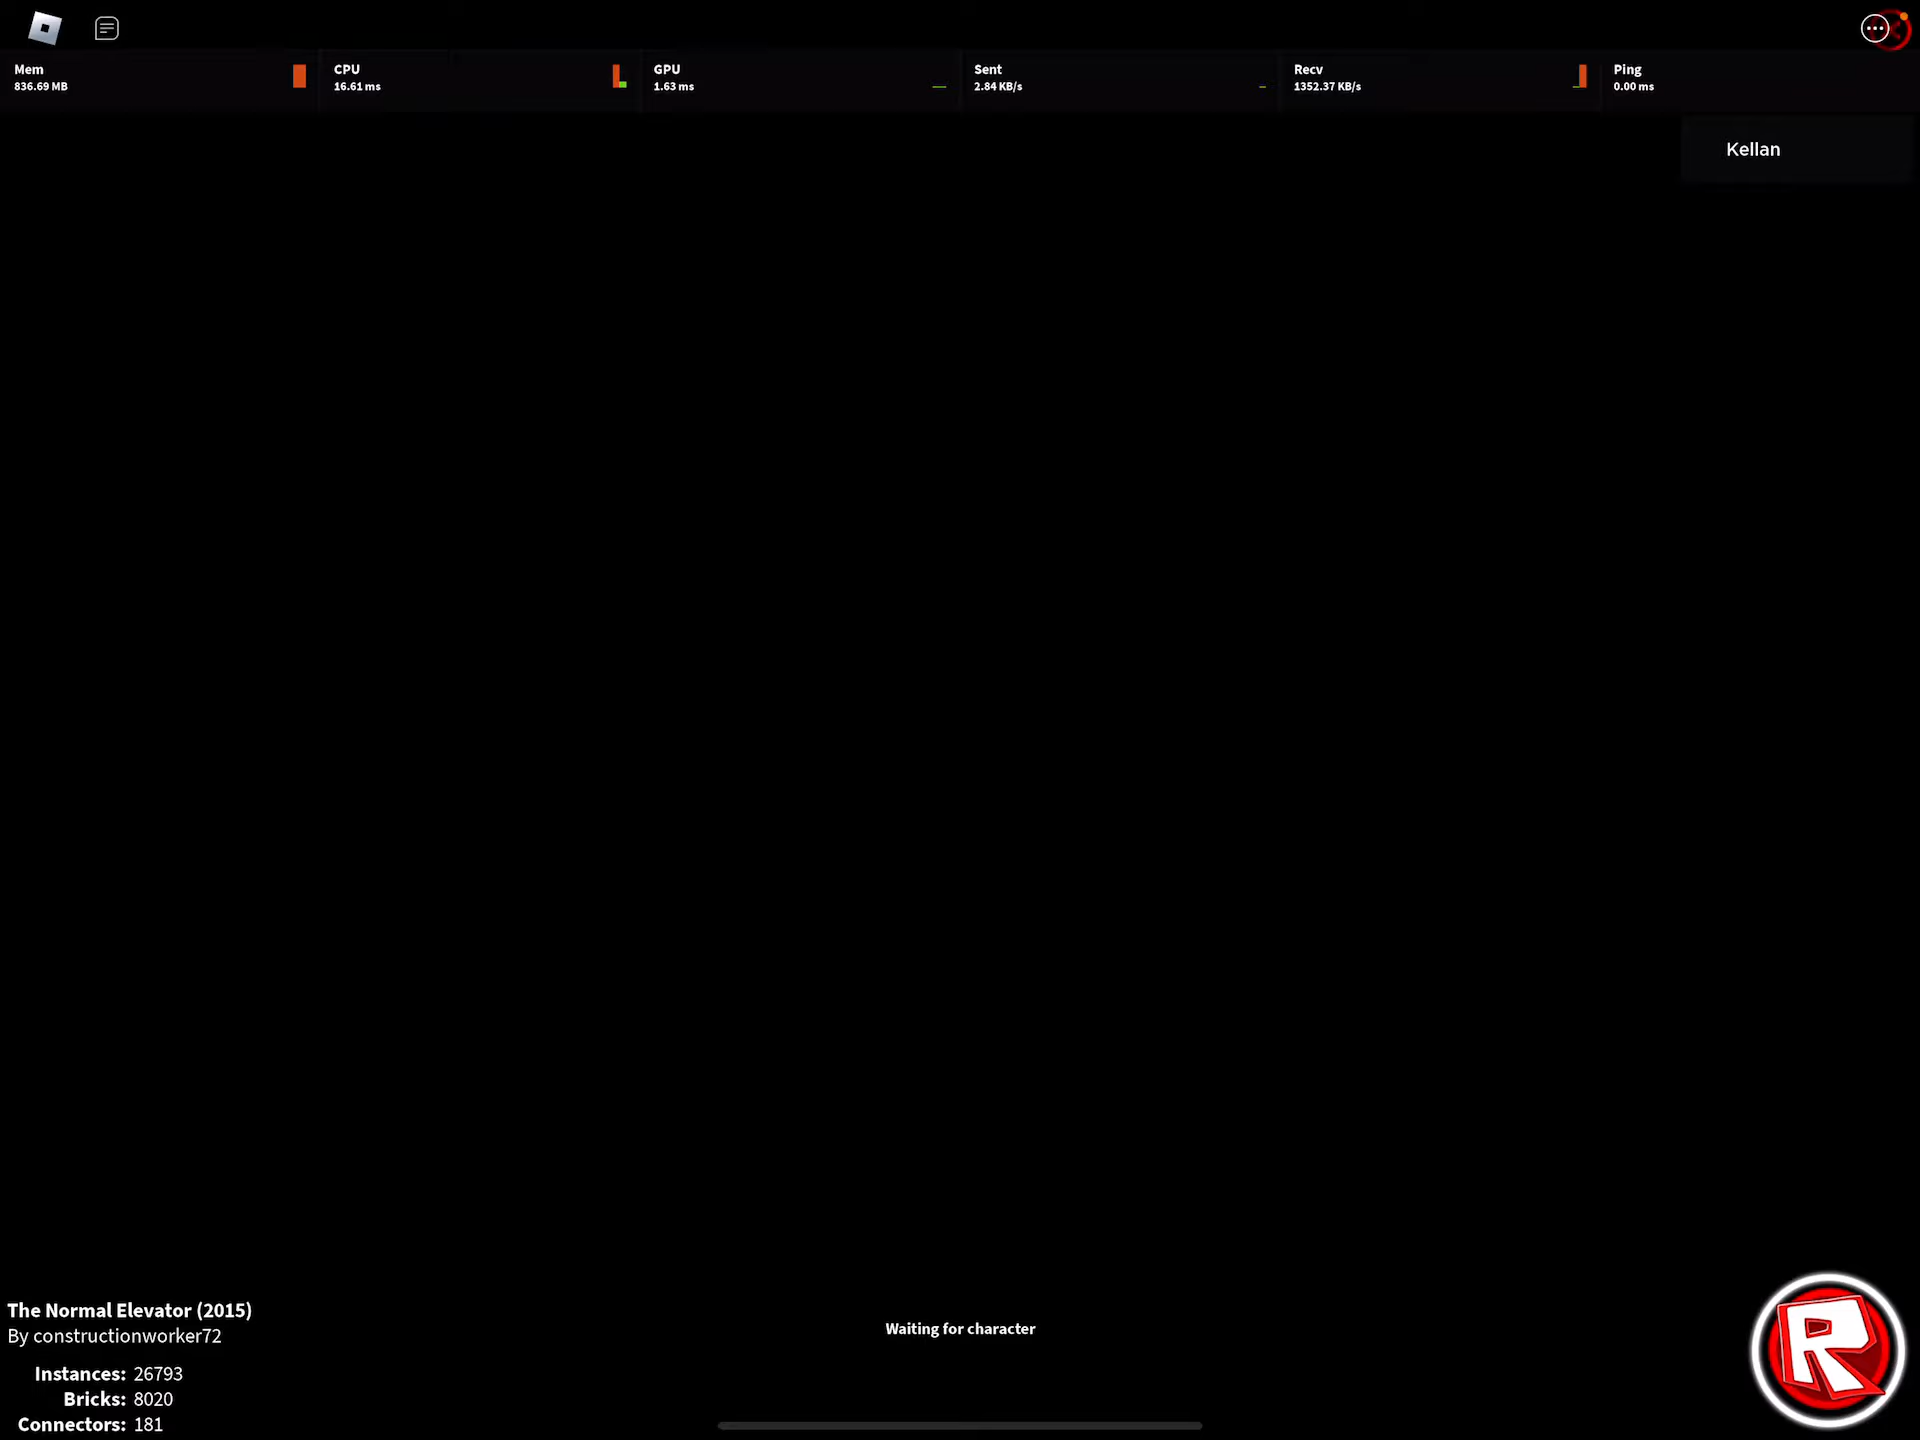 Mem
836.69 MB
CPU
16.61 ms
GPU
1.63 ms
Sent
2.84 KB/s
Recv
1352.37 KB/s
Ping
0.00 ms
Kellan
The Normal Elevator (2015)
By constructionworker72
Instances: 26793
Bricks: 8020
Connectors: 181
Waiting for character
R